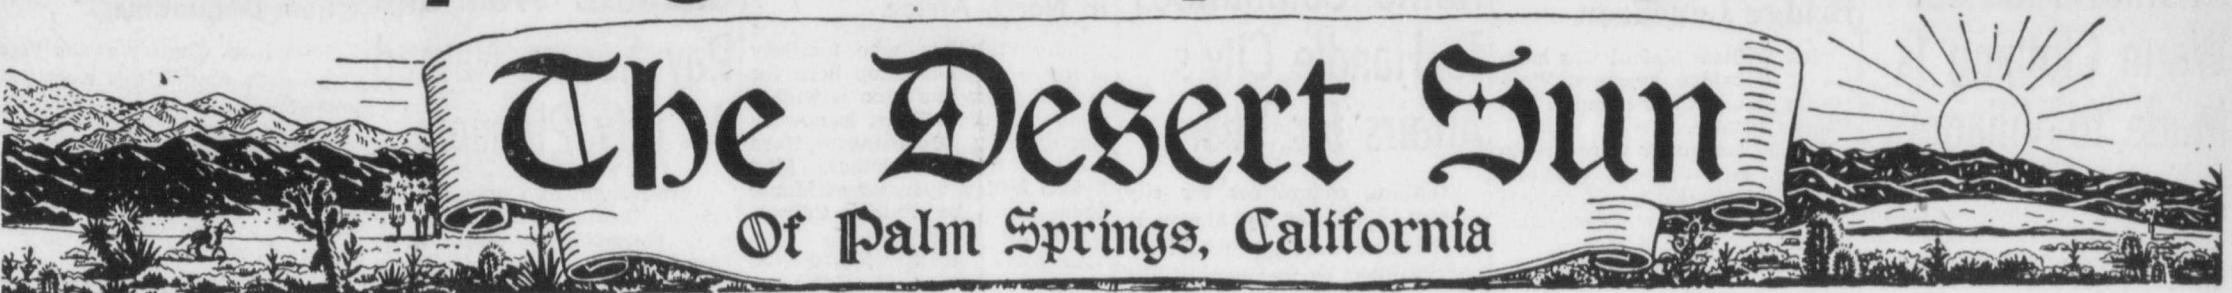 The Desert Sun
Of Palm Springs, California